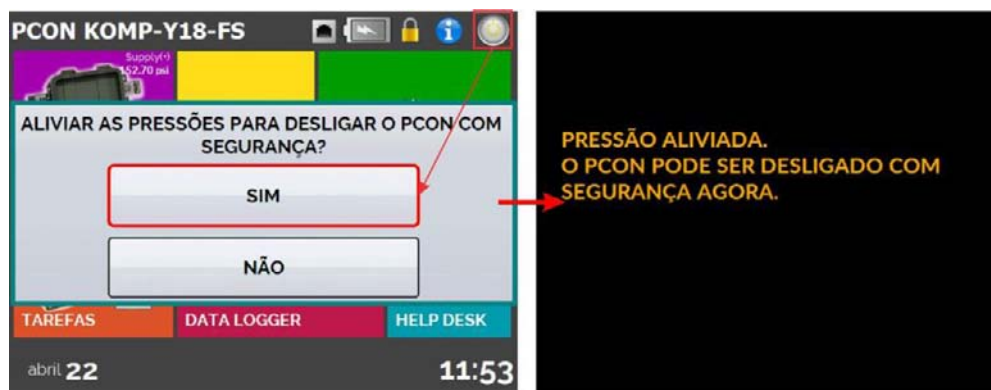 PCON KOMP-Y18-FS
Supply(+)
152.70 psi
ALIVIAR AS PRESSÕES PARA DESLIGAR O PCON COM
SEGURANÇA?
SIM
NÃO
TAREFAS
DATA LOGGER
HELP DESK
abril 22
11:53
PRESSÃO ALIVIADA.
O PCON PODE SER DESLIGADO COM
SEGURANÇA AGORA.